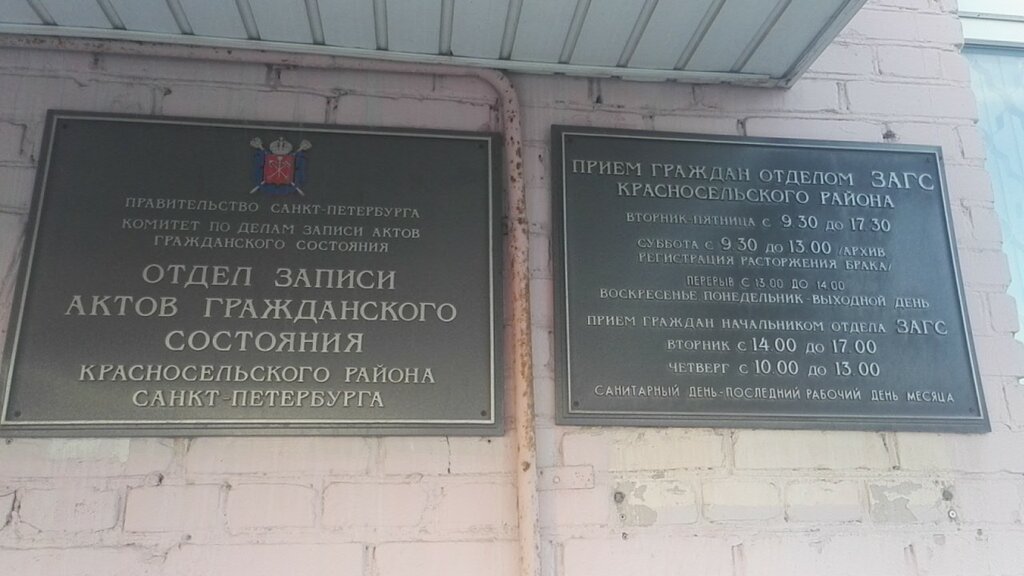 ПРАВИТЕЛЬСТВО САНКТ-ПЕТЕРБУРГА
КОМИТЕТ ПО ДЕЛАМ ЗАПИСИ АКТОВ
ГРАЖДАНСКОГО СОСТОЯНИЯ
ОТДЕЛ ЗАПИСИ
АКТОВ ГРАЖДАНСКОГО
СОСТОЯНИЯ
КРАСНОСЕЛЬСКОГО РАЙОНА
САНКТ-ПЕТЕРБУРГА
ПРИЕМ ГРАЖДАН ОТДЕЛОМ ЗАГС
КРАСНОСЕЛЬСКОГО РАЙОНА
ВТОРНИК-ПЯТНИЦА С 9 30 ДО 17 30
СУББОТА С 9 30 ДО 13 00 /АРХИВ,
РЕГИСТРАЦИЯ РАСТОРЖЕНИЯ БРАКА/
ПЕРЕРЫВ С 13 00 ДО 14 00
ВОСКРЕСЕНЬЕ ПОНЕДЕЛЬНИК-ВЫХОДНОЙ ДЕНЬ
ПРИЕМ ГРАЖДАН НАЧАЛЬНИКОМ ОТДЕЛА ЗАГС
ВТОРНИК С 14 00 ДО 17 00
ЧЕТВЕРГ С 10 00 ДО 13 00
САНИТАРНЫЙ ДЕНЬ-ПОСЛЕДНИЙ РАБОЧИЙ ДЕНЬ МЕСЯЦА